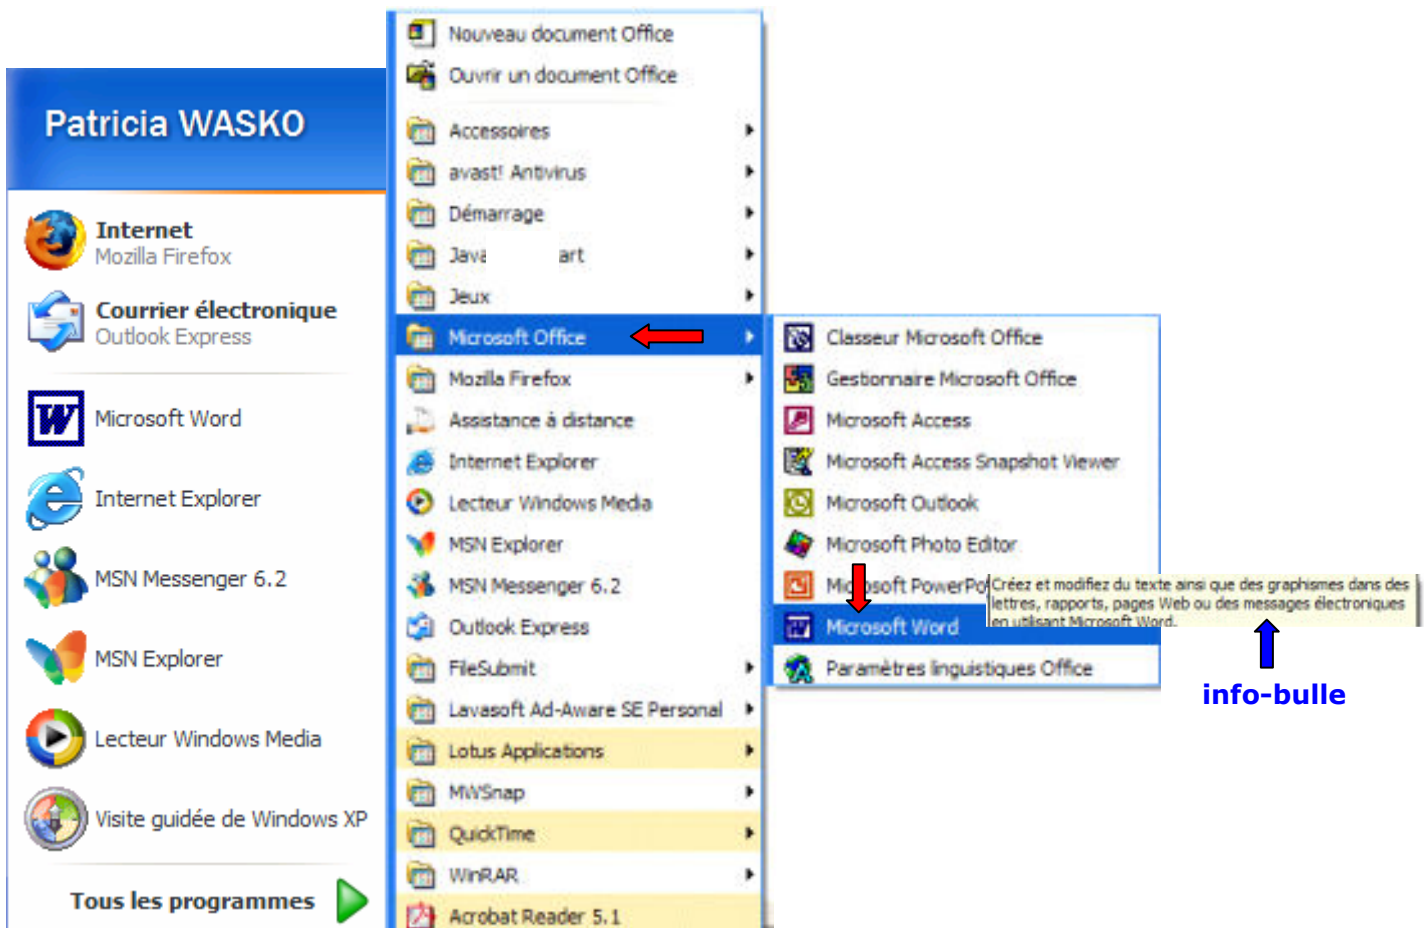 Patricia WASKO
Internet
Mozilla Firefox
Courrier électronique
Outlook Express
Microsoft Word
Internet Explorer
MSN Messenger 6.2
MSN Explorer
Lecteur Windows Media
Visite guidée de Windows XP
Tous les programmes
Nouveau document Office
Ouvrir un document Office
Accessoires
avast! Antivirus
Démarrage
Java art
Jeux
Microsoft Office
Mozilla Firefox
Assistance à distance
Internet Explorer
Lecteur Windows Media
MSN Explorer
MSN Messenger 6.2
Outlook Express
FileSubmit
Lavasoft Ad-Aware SE Personal
Lotus Applications
MWSnap
QuickTime
WinRAR
Acrobat Reader 5.1
Classeur Microsoft Office
Gestionnaire Microsoft Office
Microsoft Access
Microsoft Access Snapshot Viewer
Microsoft Outlook
Microsoft Photo Editor
Microsoft PowerPo
Microsoft Word
Paramètres linguistiques Office
Créez et modifiez du texte ainsi que des graphismes dans des
lettres, rapports, pages Web ou des messages électroniques
en utilisant Microsoft Word.
info-bulle